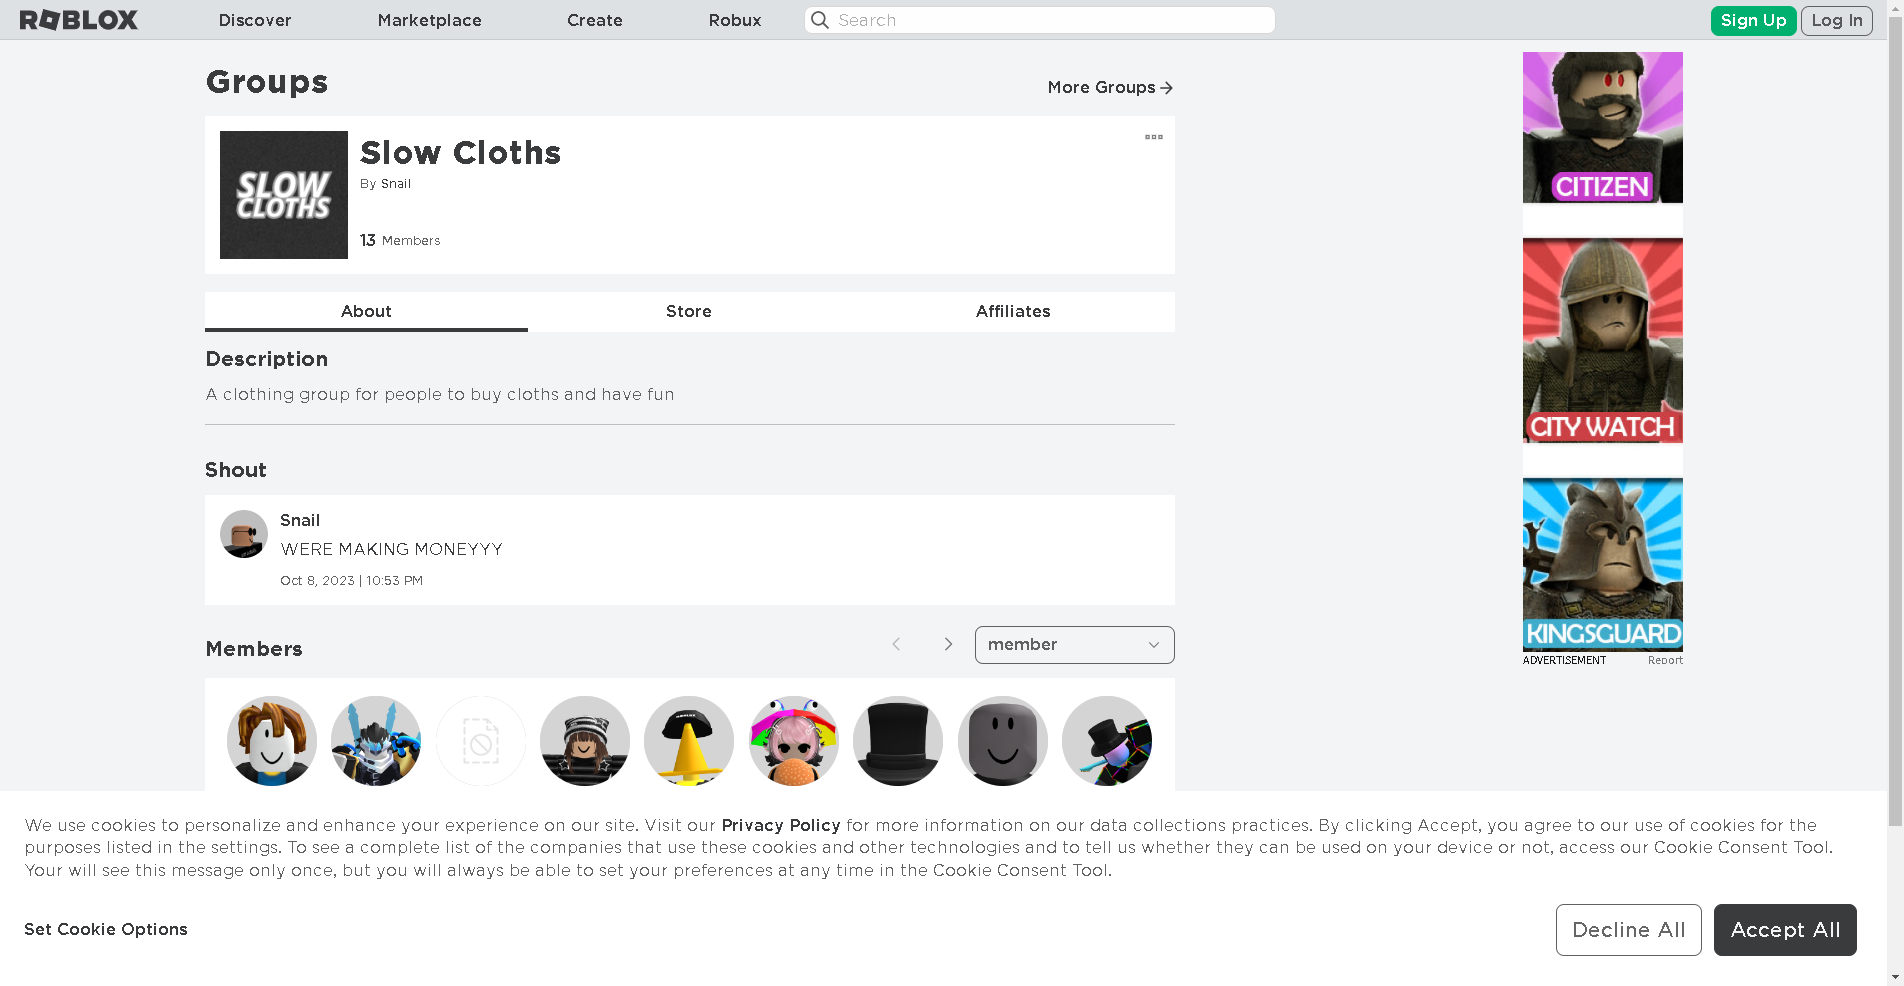 ROBLOX
Discover
Marketplace
Create
Robux
Search
Sign Up
Log In
Groups
More Groups
SLOW
CLOTHS
Slow Cloths
By Snail
13 Members
About
Store
Affiliates
Description
A clothing group for people to buy cloths and have fun
Shout
Snail
WERE MAKING MONEYYY
Oct 8, 2023 | 10:53 PM
Members
member
CITIZEN
CITY WATCH
KINGSGUARD
ADVERTISEMENT
Report
We use cookies to personalize and enhance your experience on our site. Visit our Privacy Policy for more information on our data collections practices. By clicking Accept, you agree to our use of cookies for the
purposes listed in the settings. To see a complete list of the companies that use these cookies and other technologies and to tell us whether they can be used on your device or not, access our Cookie Consent Tool.
Your will see this message only once, but you will always be able to set your preferences at any time in the Cookie Consent Tool.
Set Cookie Options
Decline All
Accept All